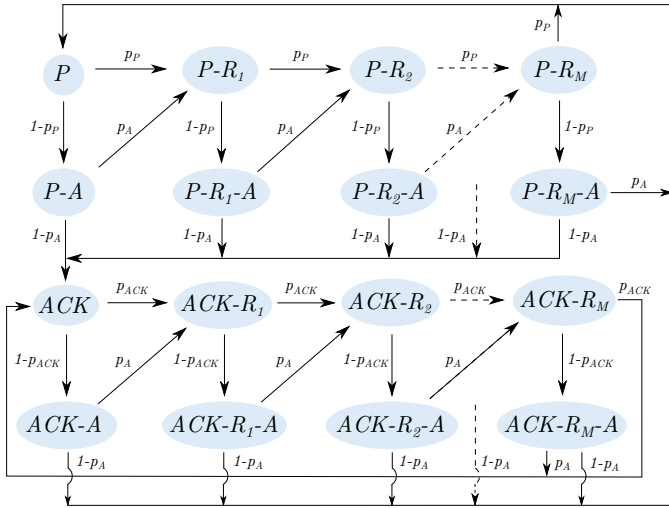 p_P
P
p_P
P-R_1
p_P
P-R_2
p_P
P-R_M
1-p_P
p_A
1-p_P
p_A
1-p_P
p_A
1-p_P
P-A
P-R_1-A
P-R_2-A
P-R_M-A
p_A
1-p_A
1-p_A
1-p_A
1-p_A
1-p_A
ACK
p_ACK
ACK-R_1
p_ACK
ACK-R_2
p_ACK
ACK-R_M
p_ACK
1-p_ACK
p_A
1-p_ACK
p_A
1-p_ACK
p_A
1-p_ACK
ACK-A
ACK-R_1-A
ACK-R_2-A
ACK-R_M-A
1-p_A
1-p_A
1-p_A
1-p_A
p_A
1-p_A